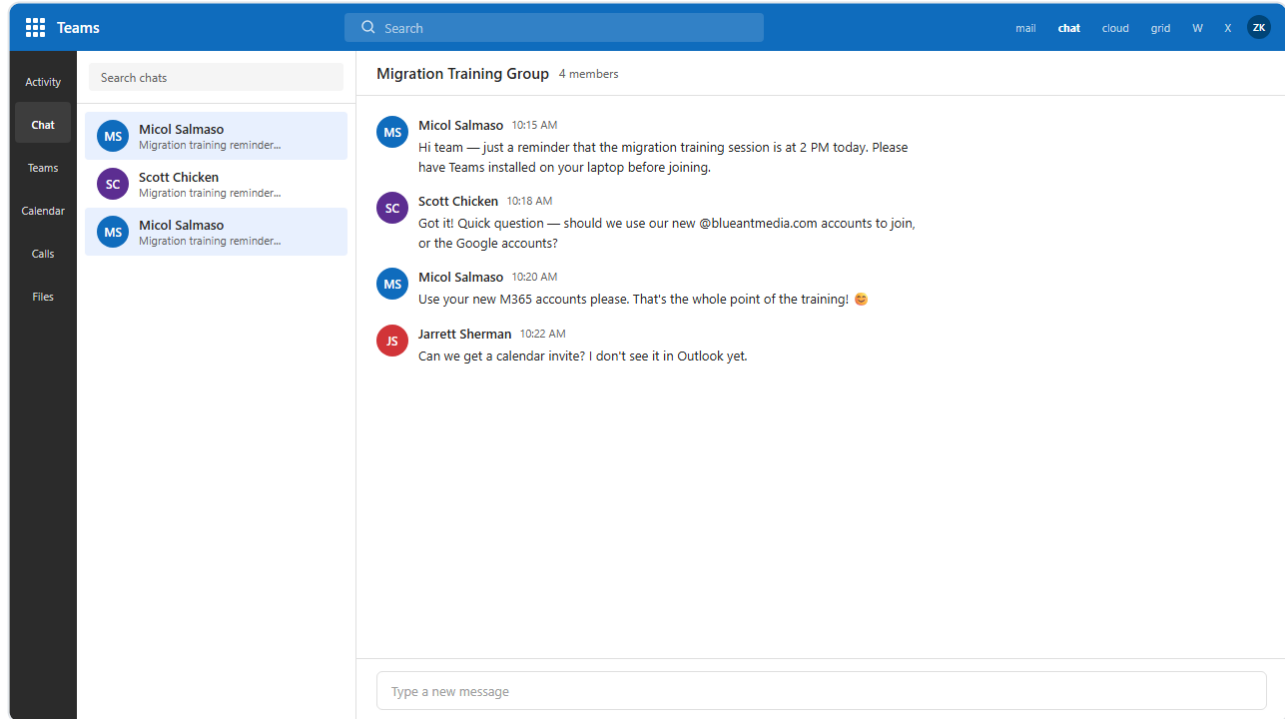 Teams
Search
mail chat cloud grid W X ZK
Activity
Chat
Teams
Calendar
Calls
Files
Search chats
MS Micol Salmaso
Migration training reminder...
SC Scott Chicken
Migration training reminder...
MS Micol Salmaso
Migration training reminder...
Migration Training Group 4 members
MS Micol Salmaso 10:15 AM
Hi team — just a reminder that the migration training session is at 2 PM today. Please
have Teams installed on your laptop before joining.
SC Scott Chicken 10:18 AM
Got it! Quick question — should we use our new @blueantmedia.com accounts to join,
or the Google accounts?
MS Micol Salmaso 10:20 AM
Use your new M365 accounts please. That's the whole point of the training! 😊
JS Jarrett Sherman 10:22 AM
Can we get a calendar invite? I don't see it in Outlook yet.
Type a new message